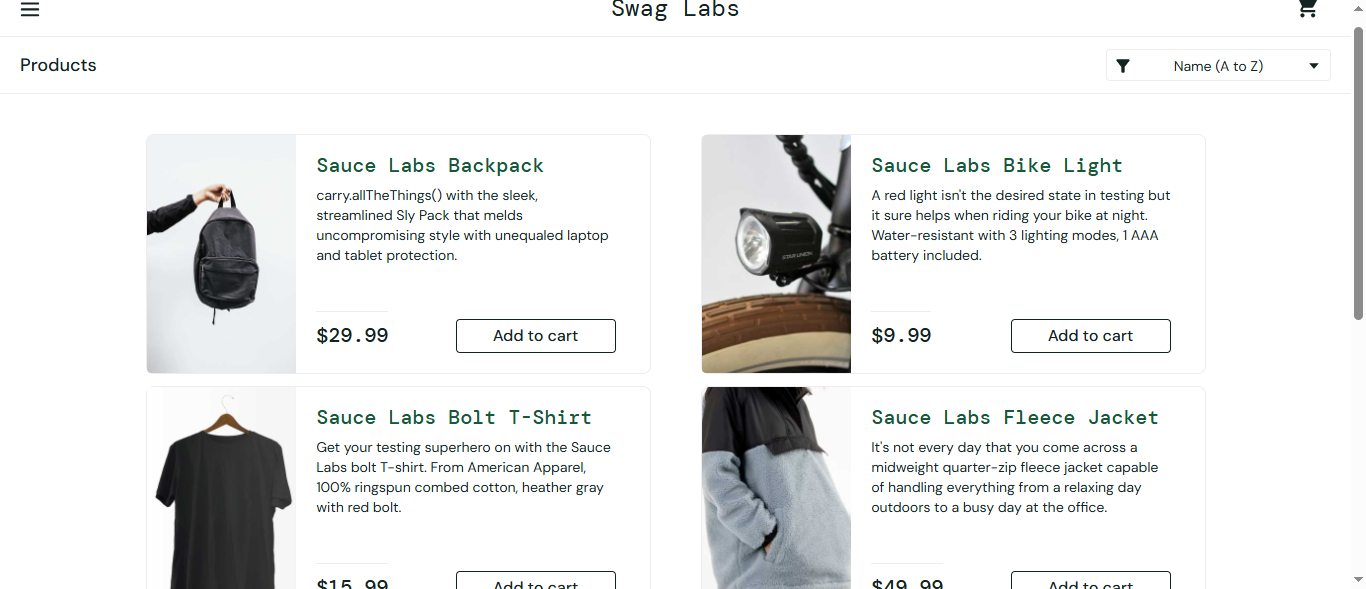 Swag Labs
Products
Name (A to Z)
Sauce Labs Backpack
carry.allTheThings() with the sleek,
streamlined Sly Pack that melds
uncompromising style with unequaled laptop
and tablet protection.
$29.99
Add to cart
Sauce Labs Bike Light
A red light isn't the desired state in testing but
it sure helps when riding your bike at night.
Water-resistant with 3 lighting modes, 1 AAA
battery included.
$9.99
Add to cart
STAR UNION
Sauce Labs Bolt T-Shirt
Get your testing superhero on with the Sauce
Labs bolt T-shirt. From American Apparel,
100% ringspun combed cotton, heather gray
with red bolt.
$15.99
Add to cart
Sauce Labs Fleece Jacket
It's not every day that you come across a
midweight quarter-zip fleece jacket capable
of handling everything from a relaxing day
outdoors to a busy day at the office.
$49.99
Add to cart